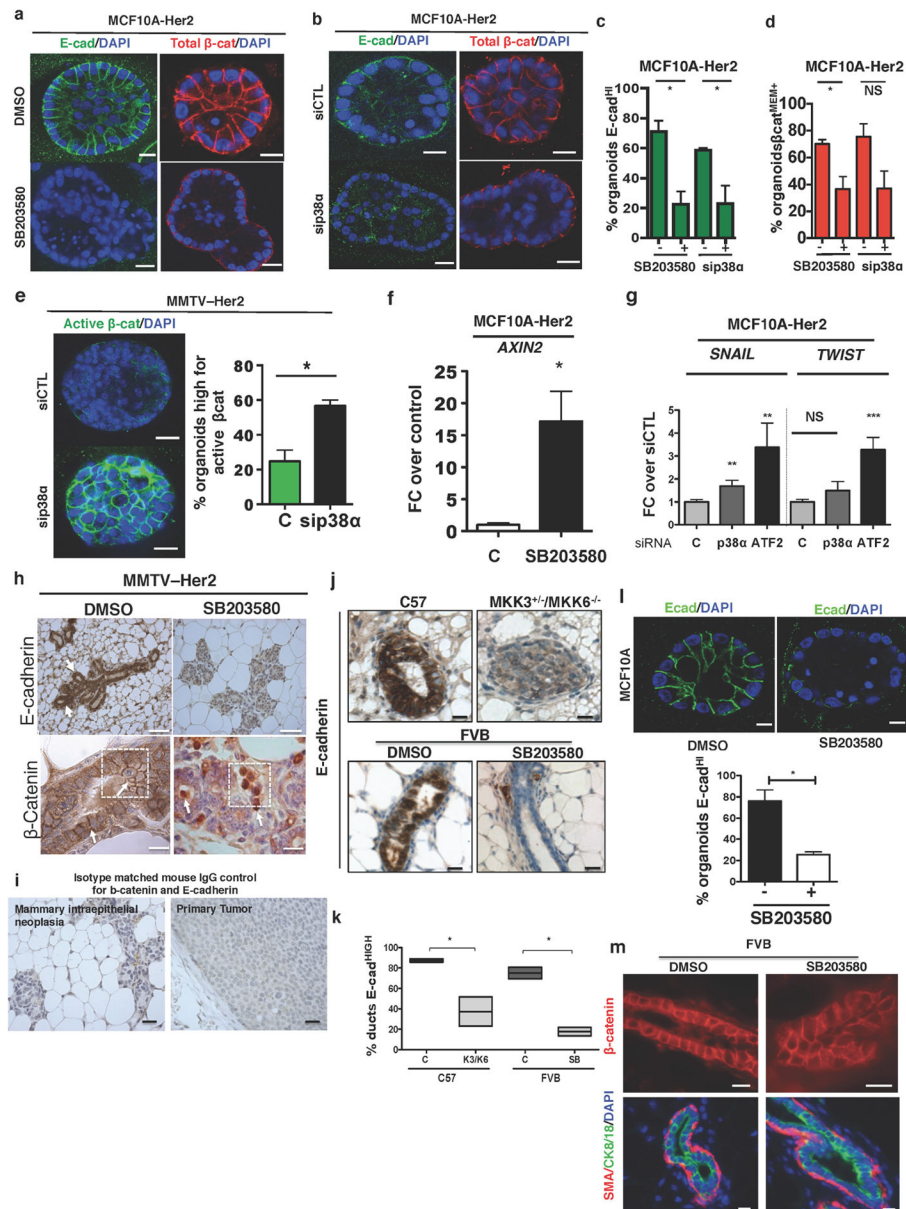 a
MCF10A-Her2
E-cad/DAPI
Total β-cat/DAPI
DMSO
SB203580
b
MCF10A-Her2
E-cad/DAPI
Total β-cat/DAPI
siCTL
sip38α
c
MCF10A-Her2
% organoids E-cadHI
100
80
60
40
20
0
* *
- + - +
SB203580 sip38α
d
MCF10A-Her2
% organoidsβcatMEM+
100
80
60
40
20
0
* NS
- + - +
SB203580 sip38α
e
MMTV–Her2
Active β-cat/DAPI
siCTL
sip38α
% organoids high for
active βcat
80
60
40
20
0
*
C sip38α
f
MCF10A-Her2
AXIN2
FC over control
25
20
15
10
5
0
*
C SB203580
g
MCF10A-Her2
SNAIL TWIST
FC over siCTL
5
4
3
2
1
0
** ** NS ***
siRNA C p38α ATF2 C p38α ATF2
h
MMTV–Her2
DMSO SB203580
E-cadherin
β-Catenin
i
Isotype matched mouse IgG control
for b-catenin and E-cadherin
Mammary intraepithelial
neoplasia
Primary Tumor
j
C57 MKK3+/-/MKK6-/-
E-cadherin
FVB
DMSO SB203580
k
% ducts E-cadHIGH
100
80
60
40
20
0
* *
C K3/K6 C SB
C57 FVB
l
Ecad/DAPI Ecad/DAPI
MCF10A
DMSO SB203580
% organoids E-cadHI
100
80
60
40
20
0
*
- +
SB203580
m
FVB
DMSO SB203580
β-catenin
SMA/CK8/18/DAPI